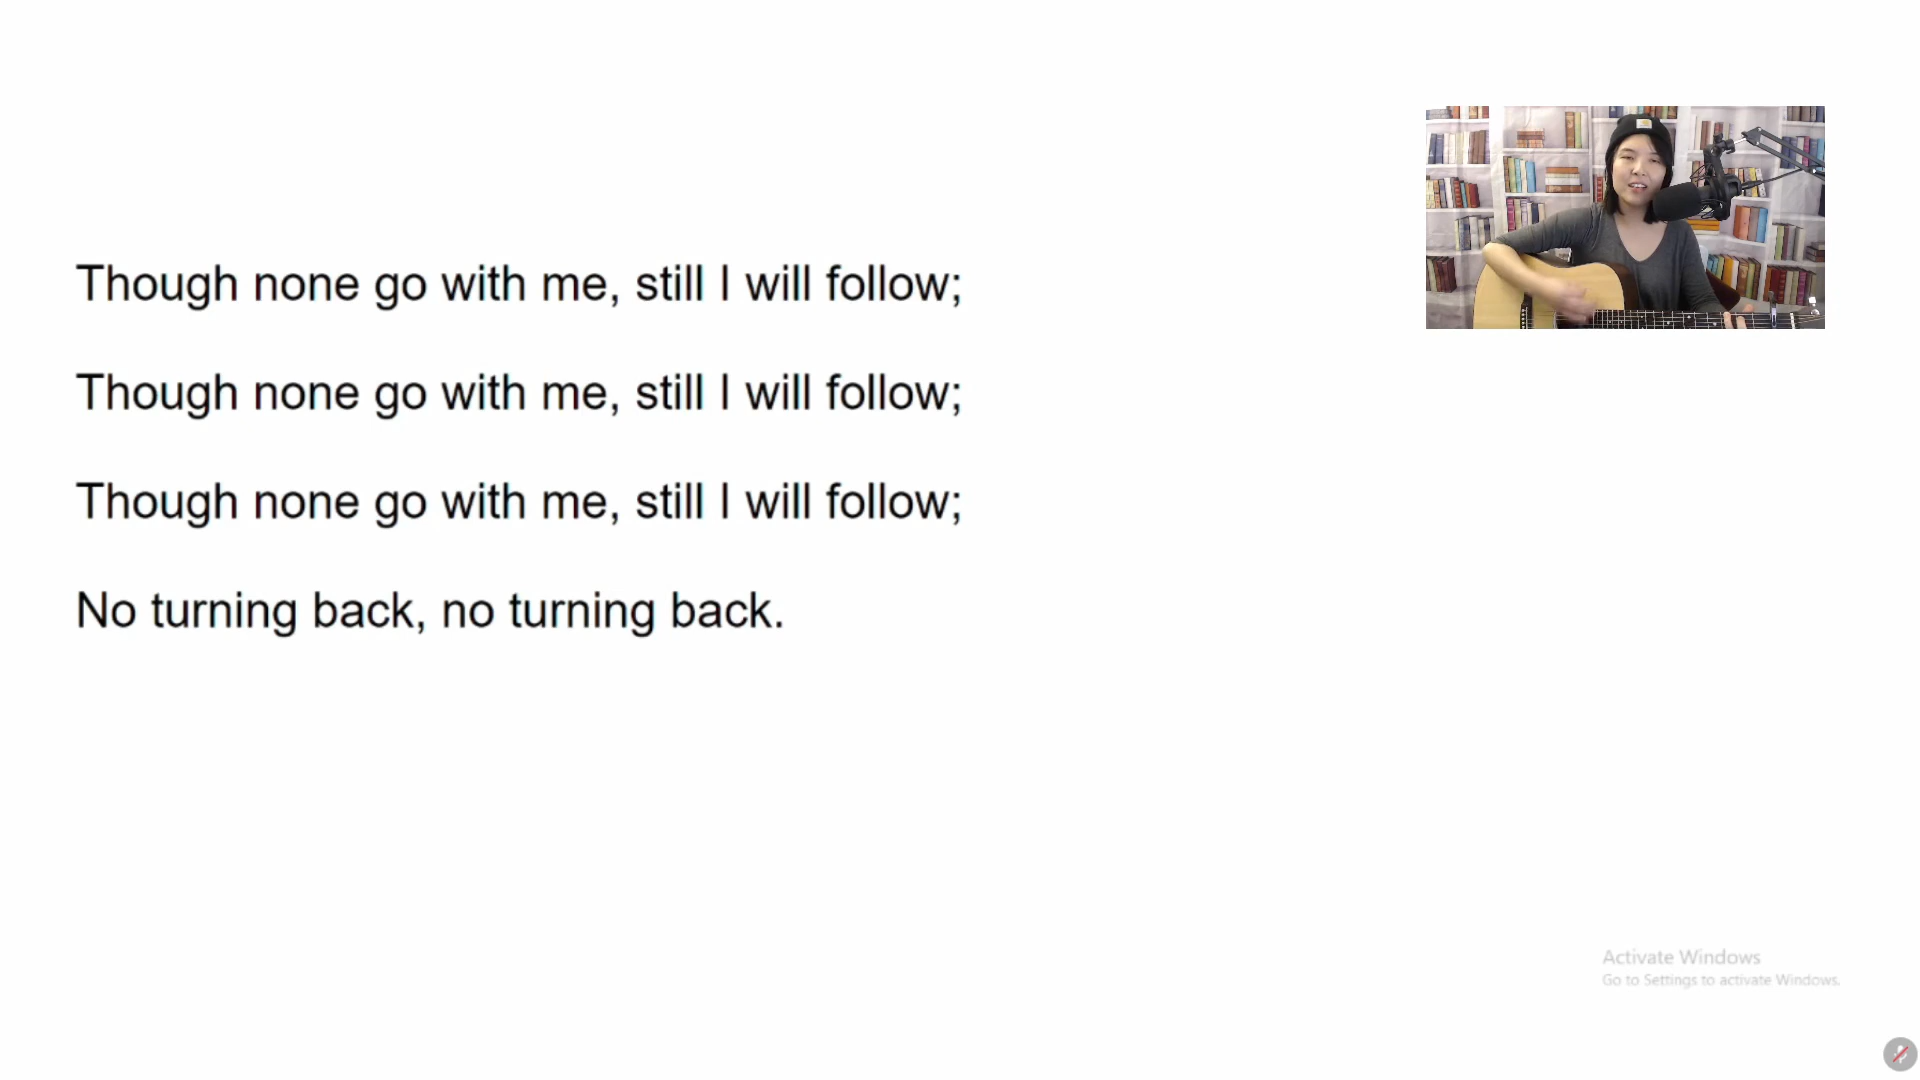 Though none go with me, still I will follow;
Though none go with me, still I will follow;
Though none go with me, still I will follow;
No turning back, no turning back.
Activate Windows
Go to Settings to activate Windows.